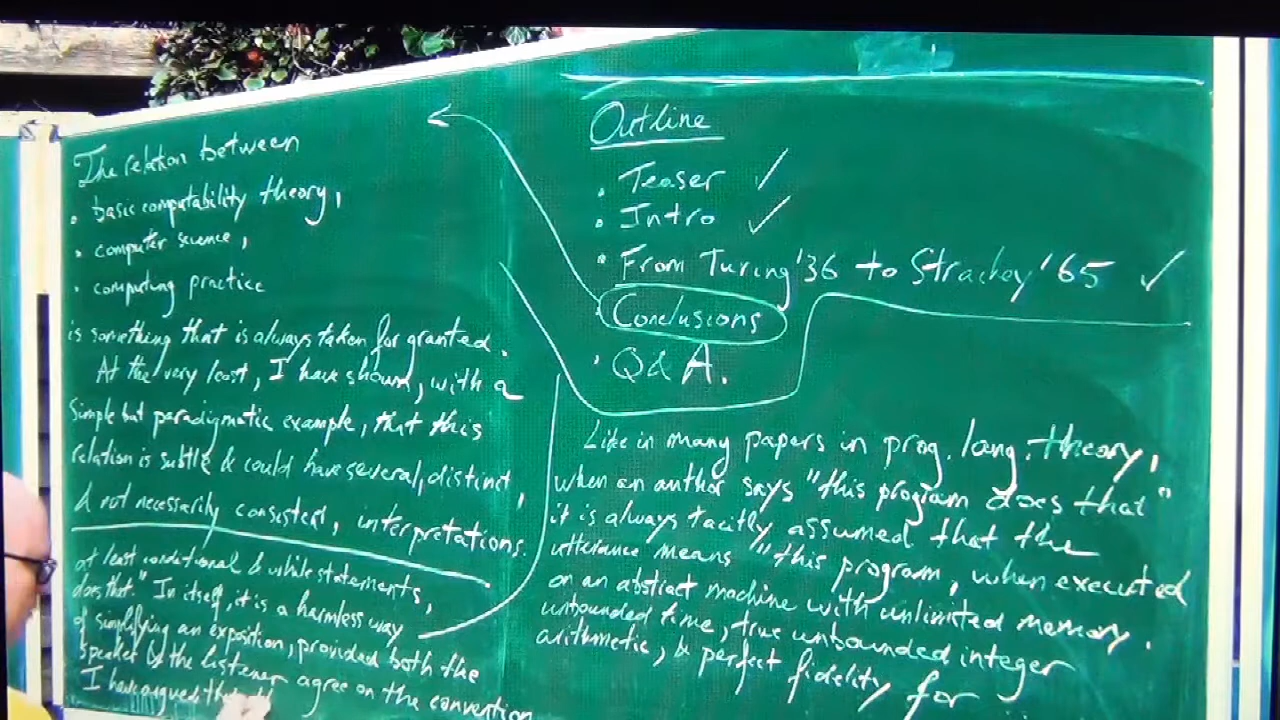 The relation between
• basic computability theory,
• computer science,
• computing practice
is something that is always taken for granted.
At the very least, I have shown, with a
simple but paradigmatic example, that this
relation is subtle & could have several, distinct,
& not necessarily consistent, interpretations.
Outline
• Teaser ✓
• Intro ✓
• From Turing '36 to Strachey '65 ✓
• Conclusions
• Q & A.
Like in many papers in prog. lang. theory,
when an author says "this program does that"
it is always tacitly assumed that the
utterance means "this program, when executed
on an abstract machine with unlimited memory,
unbounded time, true unbounded integer
arithmetic, & perfect fidelity for
at least conditional & while statements,
does that." In itself, it is a harmless way
of simplifying an exposition, provided both the
speaker & the listener agree on the convention
I have argued